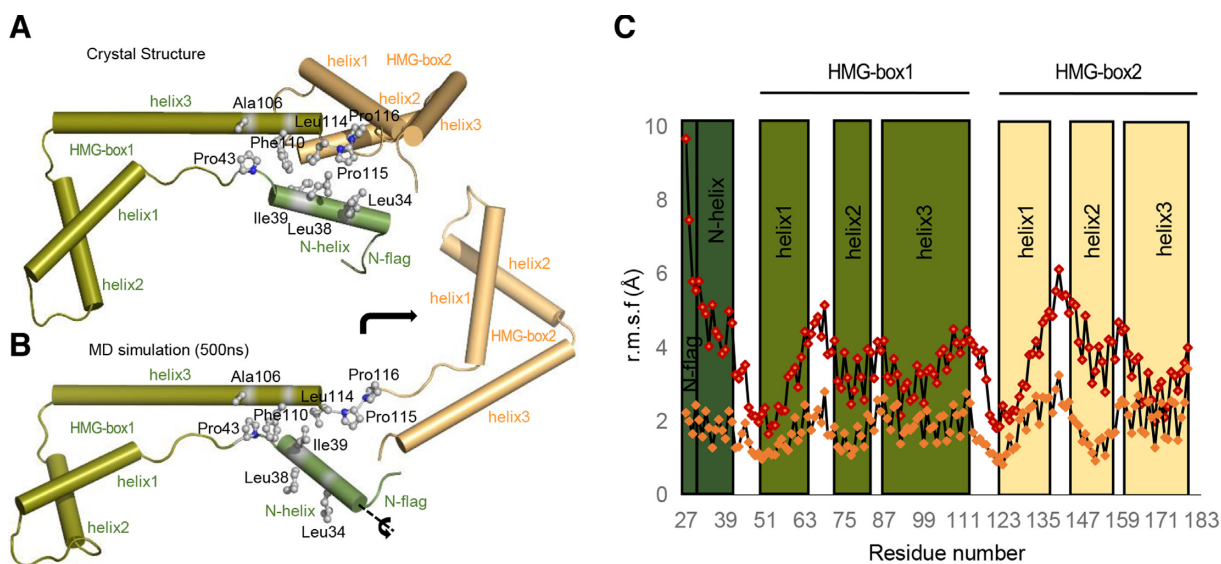 A
Crystal Structure
helix1
HMG-box2
helix3
Ala106
helix2
Leu114
Pro116
Phe110
helix3
HMG-box1
Pro43
Pro115
helix1
Leu34
Ile39
Leu38
N-helix
N-flag
helix2
helix2
helix1
HMG-box2
B
MD simulation (500ns)
helix3
Ala106
Pro116
Leu114
Phe110
Pro115
Pro43
Ile39
helix3
HMG-box1
helix1
Leu38
N-flag
N-helix
helix2
Leu34
C
HMG-box1
HMG-box2
10
8
6
4
2
0
r.m.s.f (Å)
N-flag
N-helix
helix1
helix2
helix3
helix1
helix2
helix3
27 39 51 63 75 87 99 111 123 135 147 159 171 183
Residue number